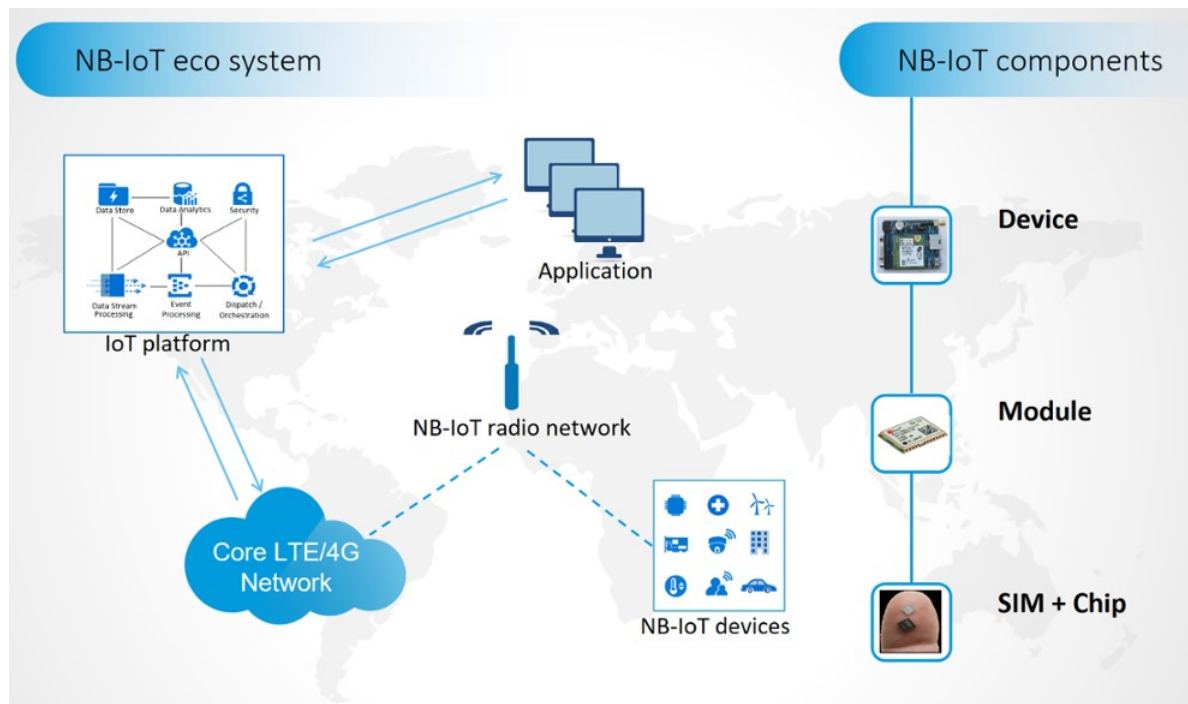 NB-IoT eco system
NB-IoT components
Data Store
Data Analytics
Security
API
Data Stream
Processing
Event
Processing
Dispatch /
Orchestration
IoT platform
Application
NB-IoT radio network
Core LTE/4G
Network
NB-IoT devices
Device
Module
SIM + Chip